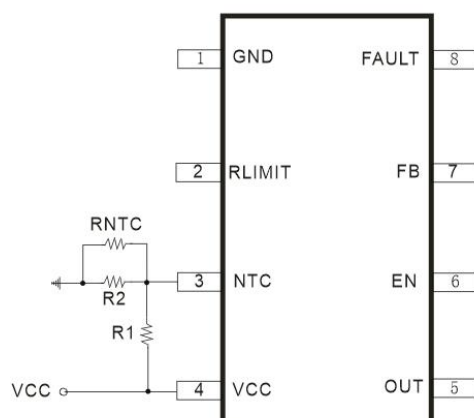 1 GND FAULT 8
2 RLIMIT FB 7
RNTC
R2 3 NTC EN 6
R1
VCC 4 VCC OUT 5